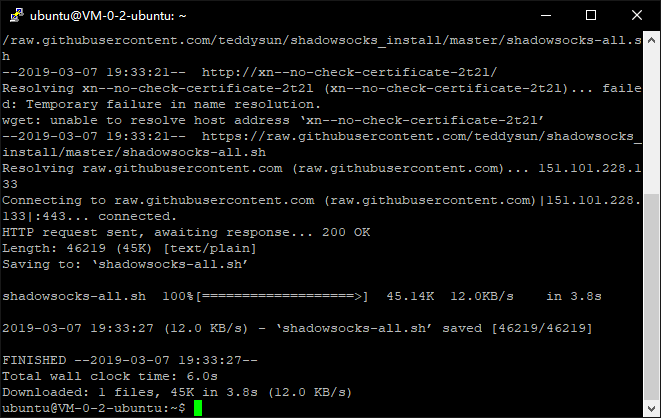 ubuntu@VM-0-2-ubuntu: ~
/raw.githubusercontent.com/teddysun/shadowsocks_install/master/shadowsocks-all.s
h
--2019-03-07 19:33:21--  http://xn--no-check-certificate-2t2l/
Resolving xn--no-check-certificate-2t2l (xn--no-check-certificate-2t2l)... faile
d: Temporary failure in name resolution.
wget: unable to resolve host address ‘xn--no-check-certificate-2t2l’
--2019-03-07 19:33:21--  https://raw.githubusercontent.com/teddysun/shadowsocks_
install/master/shadowsocks-all.sh
Resolving raw.githubusercontent.com (raw.githubusercontent.com)... 151.101.228.1
33
Connecting to raw.githubusercontent.com (raw.githubusercontent.com)|151.101.228.
133|:443... connected.
HTTP request sent, awaiting response... 200 OK
Length: 46219 (45K) [text/plain]
Saving to: ‘shadowsocks-all.sh’
shadowsocks-all.sh  100%[===================>]  45.14K  12.0KB/s    in 3.8s
2019-03-07 19:33:27 (12.0 KB/s) - ‘shadowsocks-all.sh’ saved [46219/46219]
FINISHED --2019-03-07 19:33:27--
Total wall clock time: 6.0s
Downloaded: 1 files, 45K in 3.8s (12.0 KB/s)
ubuntu@VM-0-2-ubuntu:~$